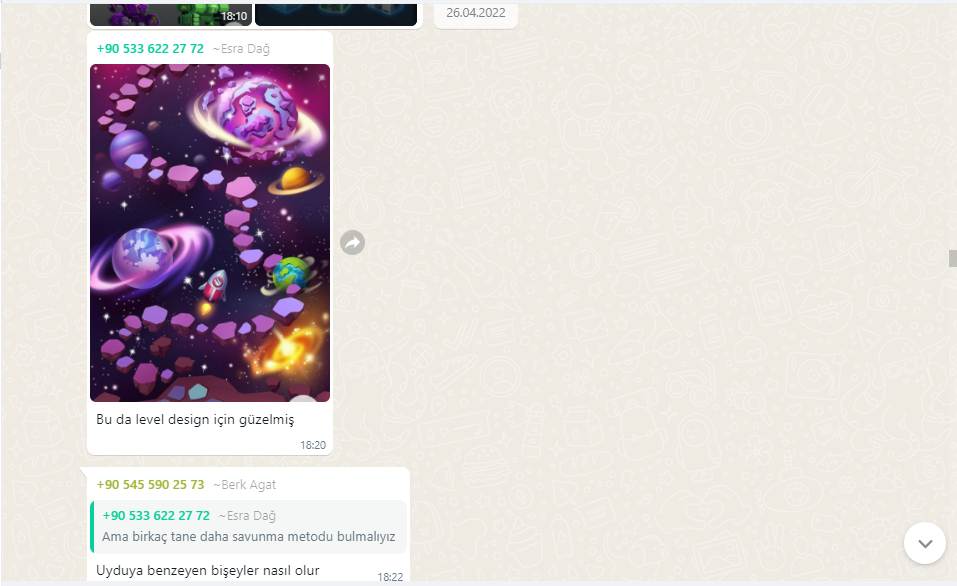 18:10
26.04.2022
+90 533 622 27 72 ~Esra Dağ
Bu da level design için güzelmiş
18:20
+90 545 590 25 73 ~Berk Agat
+90 533 622 27 72 ~Esra Dağ
Ama birkaç tane daha savunma metodu bulmalıyız
Uyduya benzeyen bişeyler nasıl olur
18:22